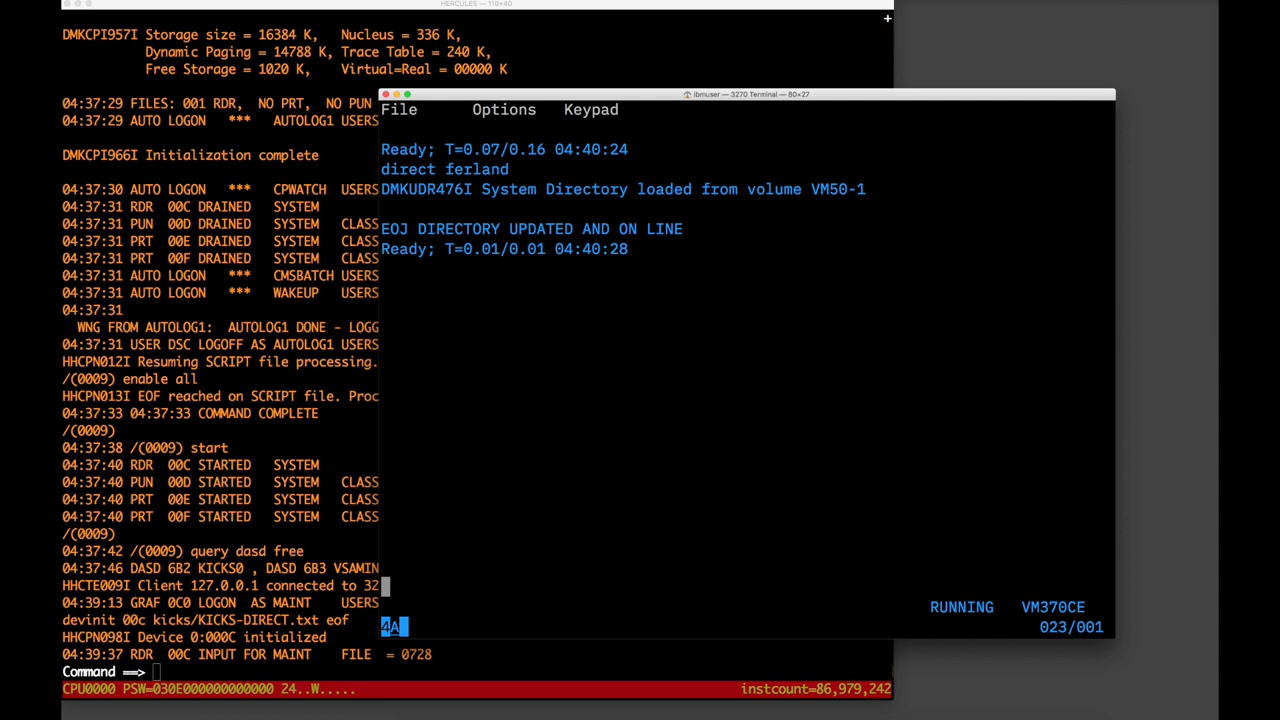 HERCULES — 110×40
DMKCPI957I Storage size = 16384 K,   Nucleus = 336 K,
Dynamic Paging = 14788 K, Trace Table = 240 K,
Free Storage = 1020 K,   Virtual=Real = 00000 K
04:37:29 FILES: 001 RDR,  NO PRT,  NO PUN
04:37:29 AUTO LOGON   ***   AUTOLOG1 USERS
DMKCPI966I Initialization complete
04:37:30 AUTO LOGON   ***   CPWATCH  USERS
04:37:31 RDR  00C DRAINED   SYSTEM
04:37:31 PUN  00D DRAINED   SYSTEM   CLASS
04:37:31 PRT  00E DRAINED   SYSTEM   CLASS
04:37:31 PRT  00F DRAINED   SYSTEM   CLASS
04:37:31 AUTO LOGON   ***   CMSBATCH USERS
04:37:31 AUTO LOGON   ***   WAKEUP   USERS
04:37:31
WNG FROM AUTOLOG1:  AUTOLOG1 DONE - LOGG
04:37:31 USER DSC LOGOFF AS AUTOLOG1 USERS
HHCPN012I Resuming SCRIPT file processing.
/(0009) enable all
HHCPN013I EOF reached on SCRIPT file. Proc
04:37:33 04:37:33 COMMAND COMPLETE
/(0009)
04:37:38 /(0009) start
04:37:40 RDR  00C STARTED   SYSTEM
04:37:40 PUN  00D STARTED   SYSTEM   CLASS
04:37:40 PRT  00E STARTED   SYSTEM   CLASS
04:37:40 PRT  00F STARTED   SYSTEM   CLASS
/(0009)
04:37:42 /(0009) query dasd free
04:37:46 DASD 6B2 KICKS0 , DASD 6B3 VSAMIN
HHCTE009I Client 127.0.0.1 connected to 32
04:39:13 GRAF 0C0 LOGON  AS MAINT    USERS
devinit 00c kicks/KICKS-DIRECT.txt eof
HHCPN098I Device 0:000C initialized
04:39:37 RDR  00C INPUT FOR MAINT    FILE  = 0728
Command ==>
CPU0000 PSW=030E000000000000 24..W.....   instcount=86,979,242
ibmuser — 3270 Terminal — 80×27
File   Options   Keypad
Ready; T=0.07/0.16 04:40:24
direct ferland
DMKUDR476I System Directory loaded from volume VM50-1
EOJ DIRECTORY UPDATED AND ON LINE
Ready; T=0.01/0.01 04:40:28
RUNNING   VM370CE
4A   023/001